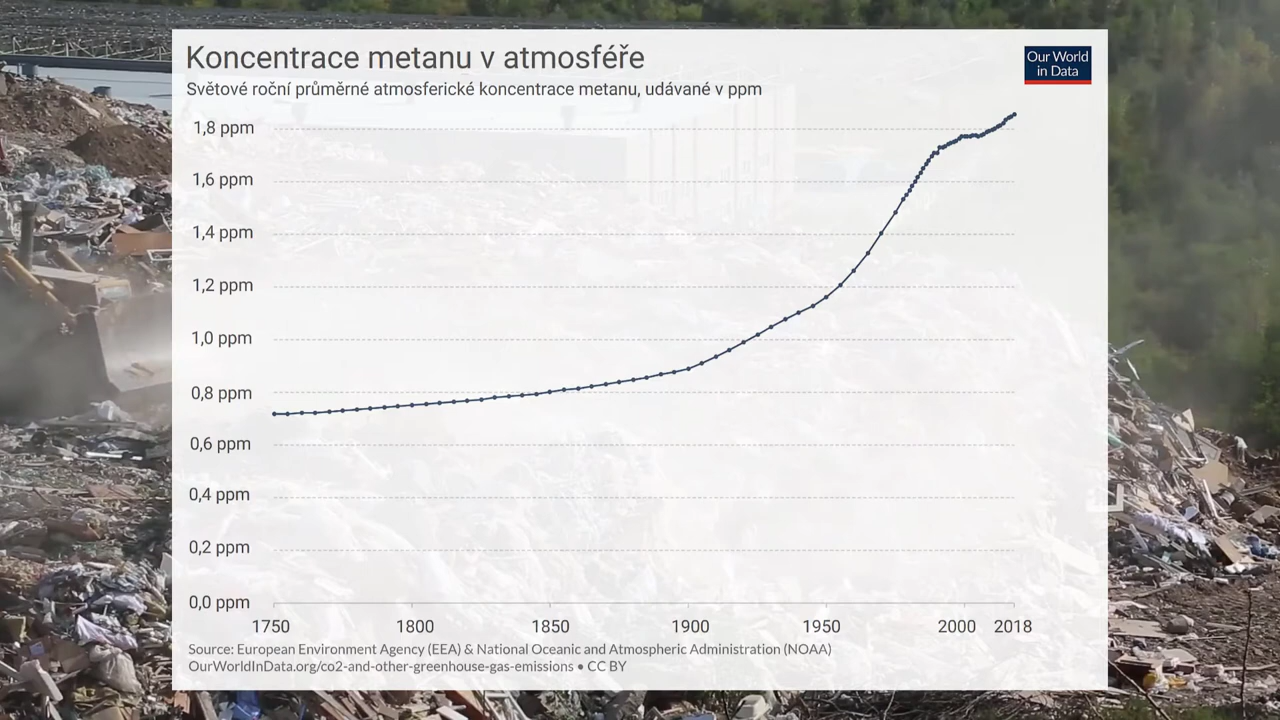 Koncentrace metanu v atmosféře
Our World
in Data
Světové roční průměrné atmosferické koncentrace metanu, udávané v ppm
1,8 ppm
1,6 ppm
1,4 ppm
1,2 ppm
1,0 ppm
0,8 ppm
0,6 ppm
0,4 ppm
0,2 ppm
0,0 ppm
1750 1800 1850 1900 1950 2000 2018
Source: European Environment Agency (EEA) & National Oceanic and Atmospheric Administration (NOAA)
OurWorldInData.org/co2-and-other-greenhouse-gas-emissions • CC BY